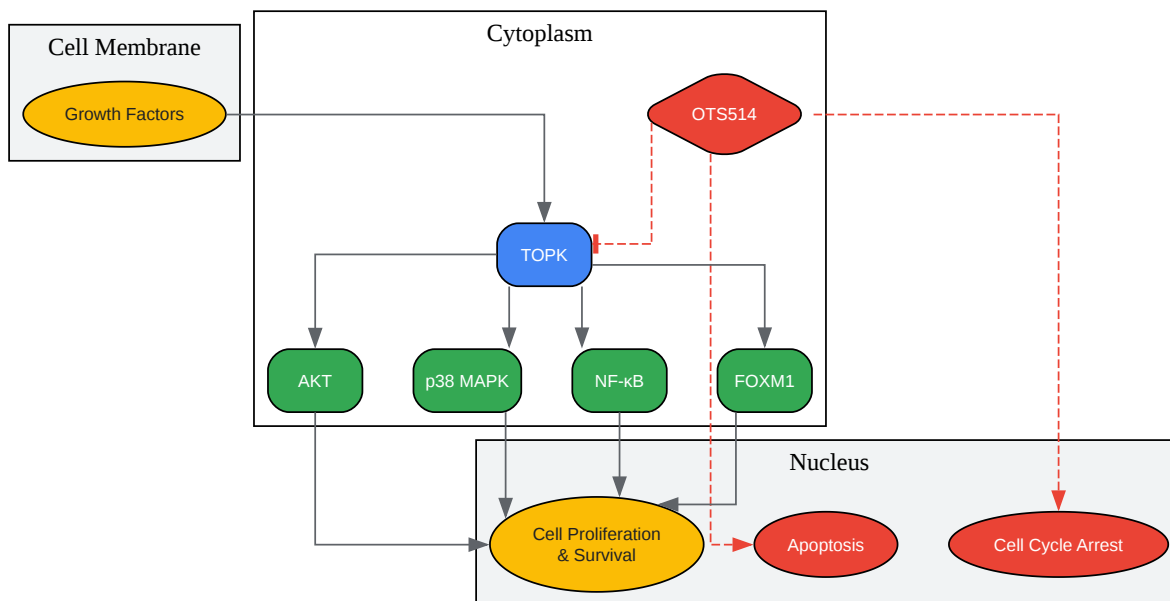 Cell Membrane
Cytoplasm
Growth Factors
OTS514
TOPK
AKT
p38 MAPK
NF-κB
FOXM1
Nucleus
Cell Proliferation
& Survival
Apoptosis
Cell Cycle Arrest